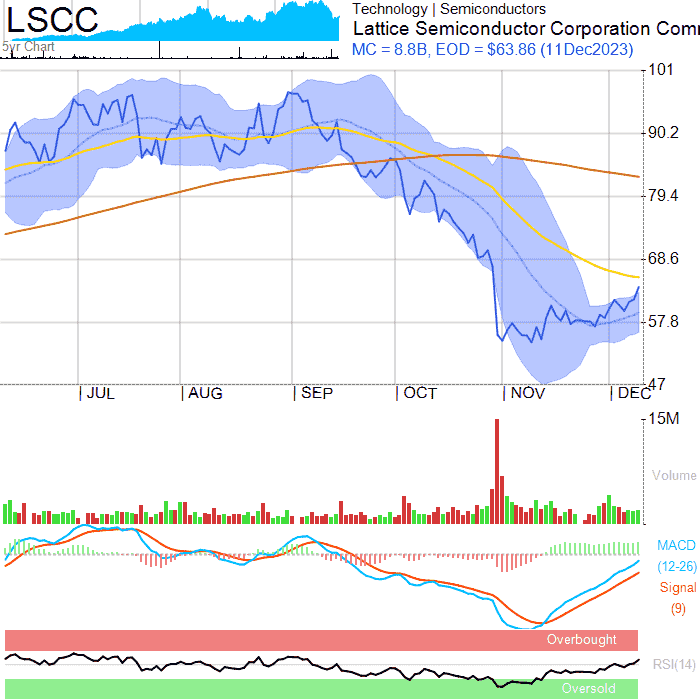 LSCC
5yr Chart
Technology | Semiconductors
Lattice Semiconductor Corporation Com
MC = 8.8B, EOD = $63.86 (11Dec2023)
101
90.2
79.4
68.6
57.8
47
| JUL | AUG | SEP | OCT | NOV | DEC
15M
Volume
MACD
(12-26)
Signal
(9)
Overbought
RSI(14)
Oversold